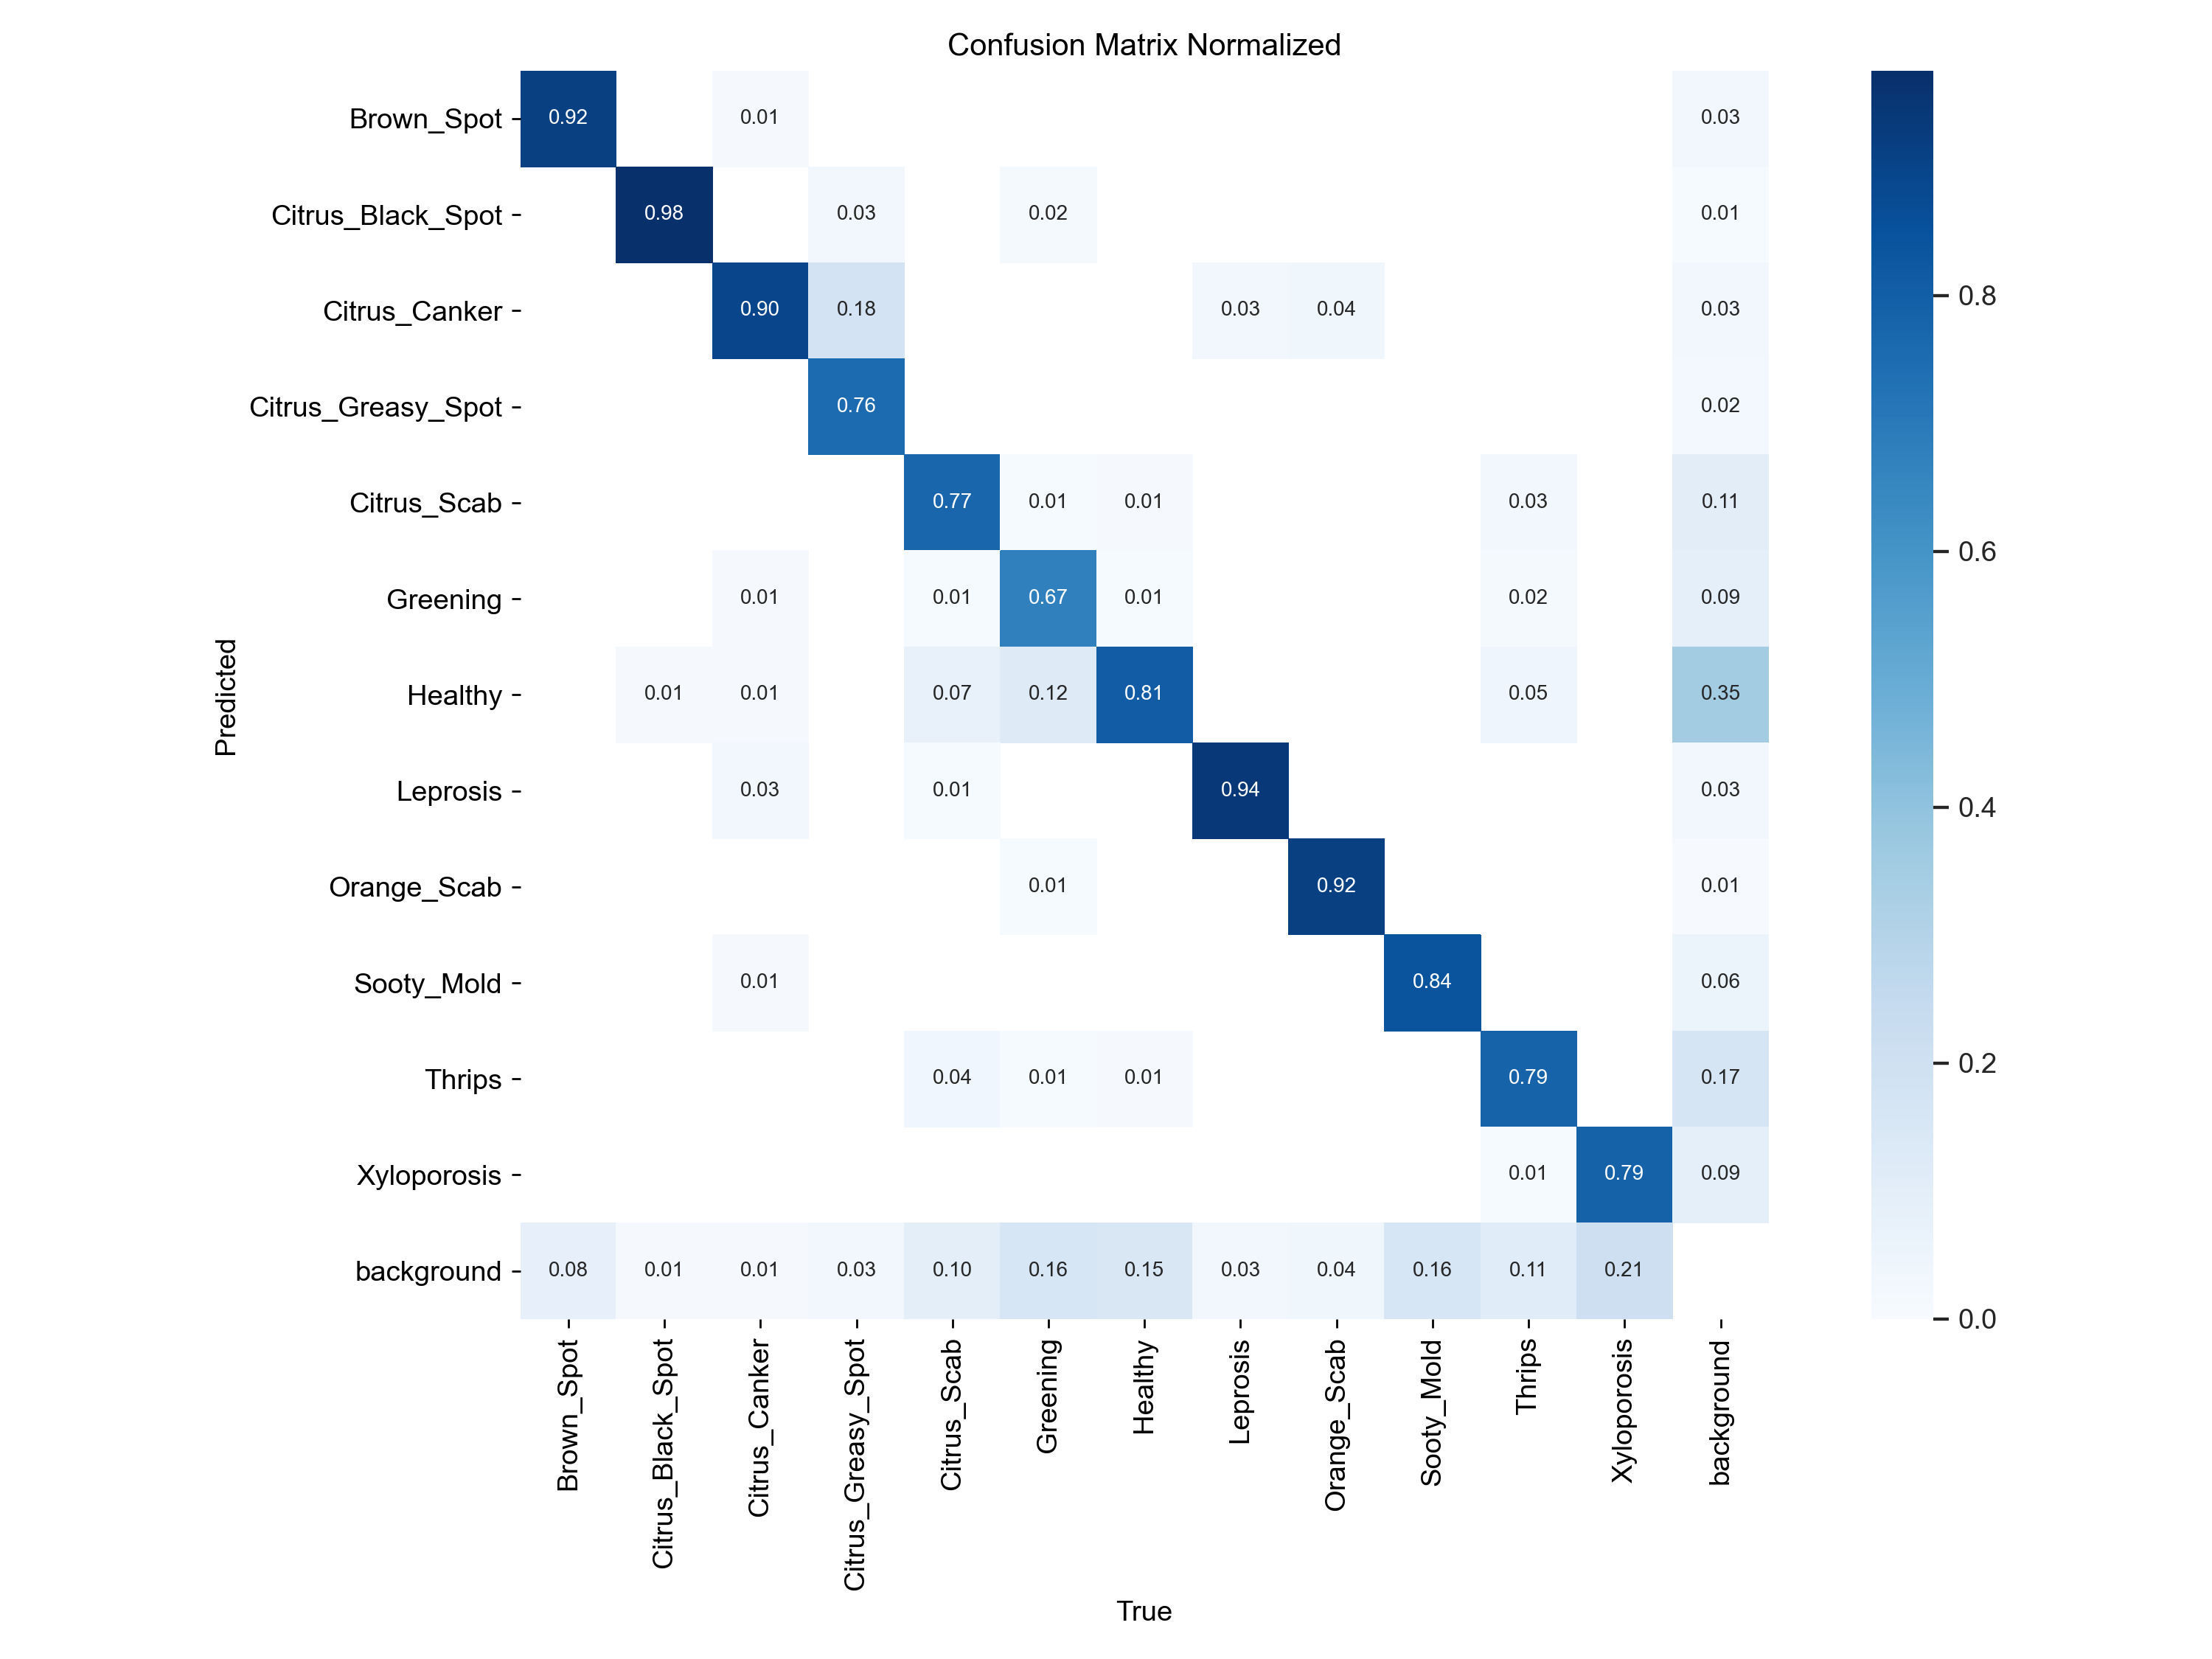 Confusion Matrix Normalized
Brown_Spot 0.92 0.01 0.03
Citrus_Black_Spot 0.98 0.03 0.02 0.01
Citrus_Canker 0.90 0.18 0.03 0.04 0.03
0.8
Citrus_Greasy_Spot 0.76 0.02
Citrus_Scab 0.77 0.01 0.01 0.03 0.11
0.6
Greening 0.01 0.01 0.67 0.01 0.02 0.09
Predicted
Healthy 0.01 0.01 0.07 0.12 0.81 0.05 0.35
Leprosis 0.03 0.01 0.94 0.03
0.4
Orange_Scab 0.01 0.92 0.01
Sooty_Mold 0.01 0.84 0.06
Thrips 0.04 0.01 0.01 0.79 0.17
0.2
Xyloporosis 0.01 0.79 0.09
background 0.08 0.01 0.01 0.03 0.10 0.16 0.15 0.03 0.04 0.16 0.11 0.21
0.0
Brown_Spot
Citrus_Black_Spot
Citrus_Canker
Citrus_Greasy_Spot
Citrus_Scab
Greening
Healthy
Leprosis
Orange_Scab
Sooty_Mold
Thrips
Xyloporosis
background
True